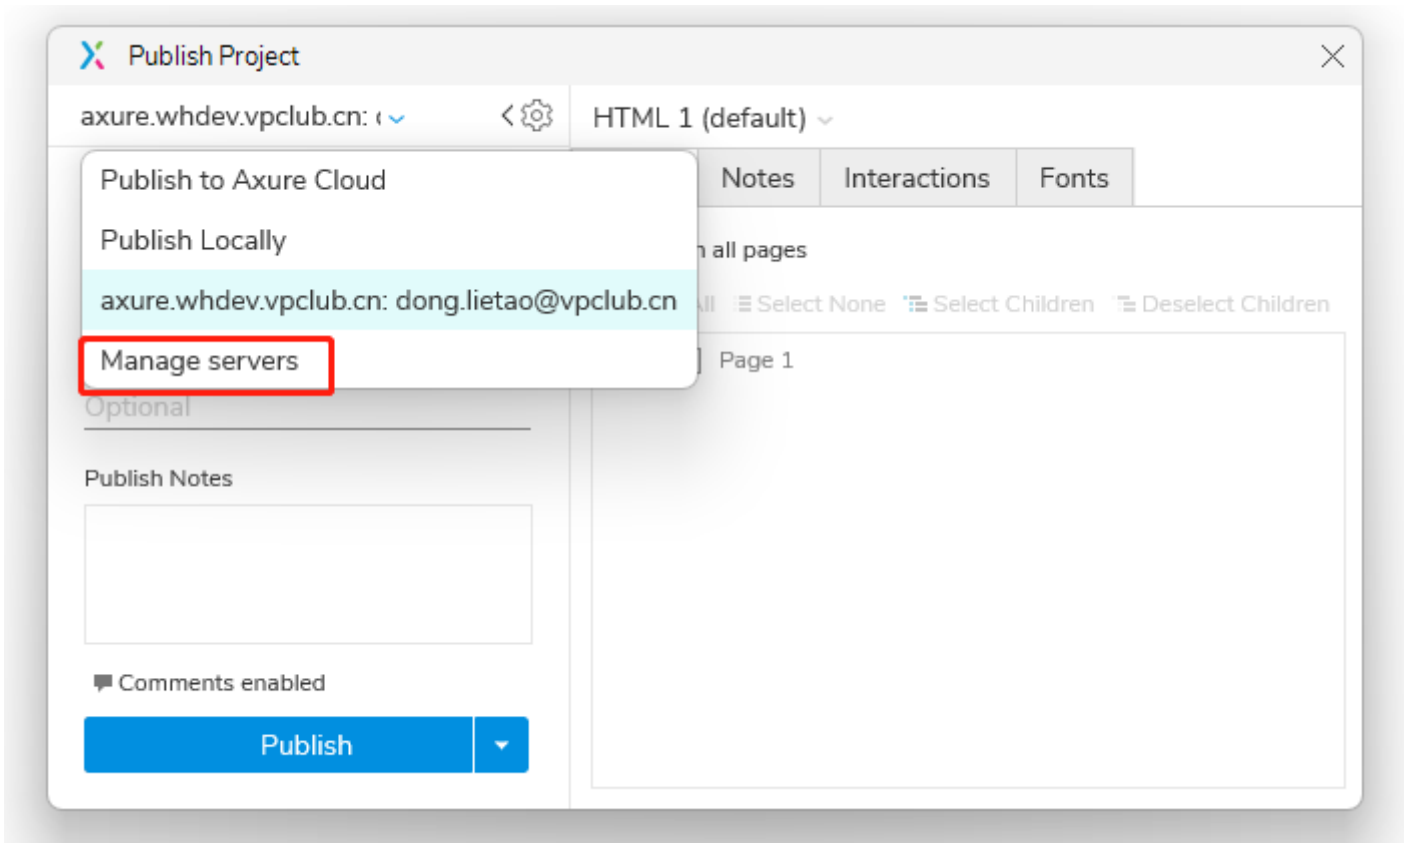 Publish Project
axure.whdev.vpclub.cn:
HTML 1 (default)
Publish to Axure Cloud
Publish Locally
axure.whdev.vpclub.cn: dong.lietao@vpclub.cn
Manage servers
Optional
Publish Notes
Comments enabled
Publish
Notes Interactions Fonts
all pages
Select None Select Children Deselect Children
Page 1